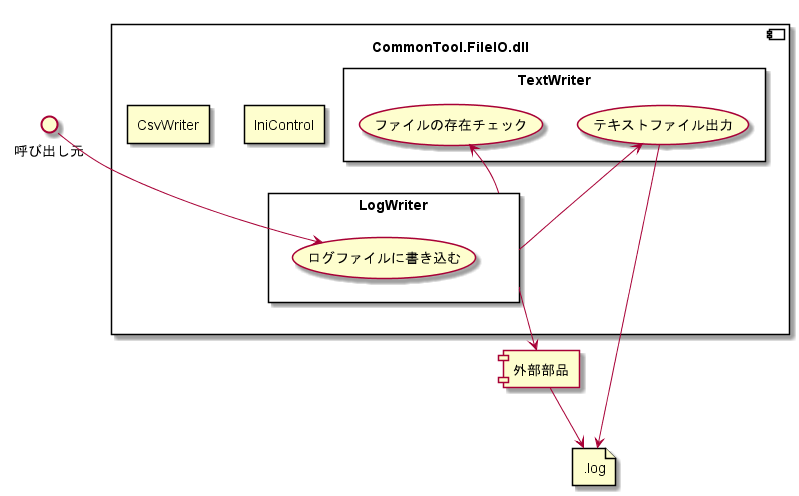 CommonTool.FileIO.dll
TextWriter
ファイルの存在チェック
テキストファイル出力
CsvWriter
IniControl
呼び出し元
LogWriter
ログファイルに書き込む
外部部品
.log